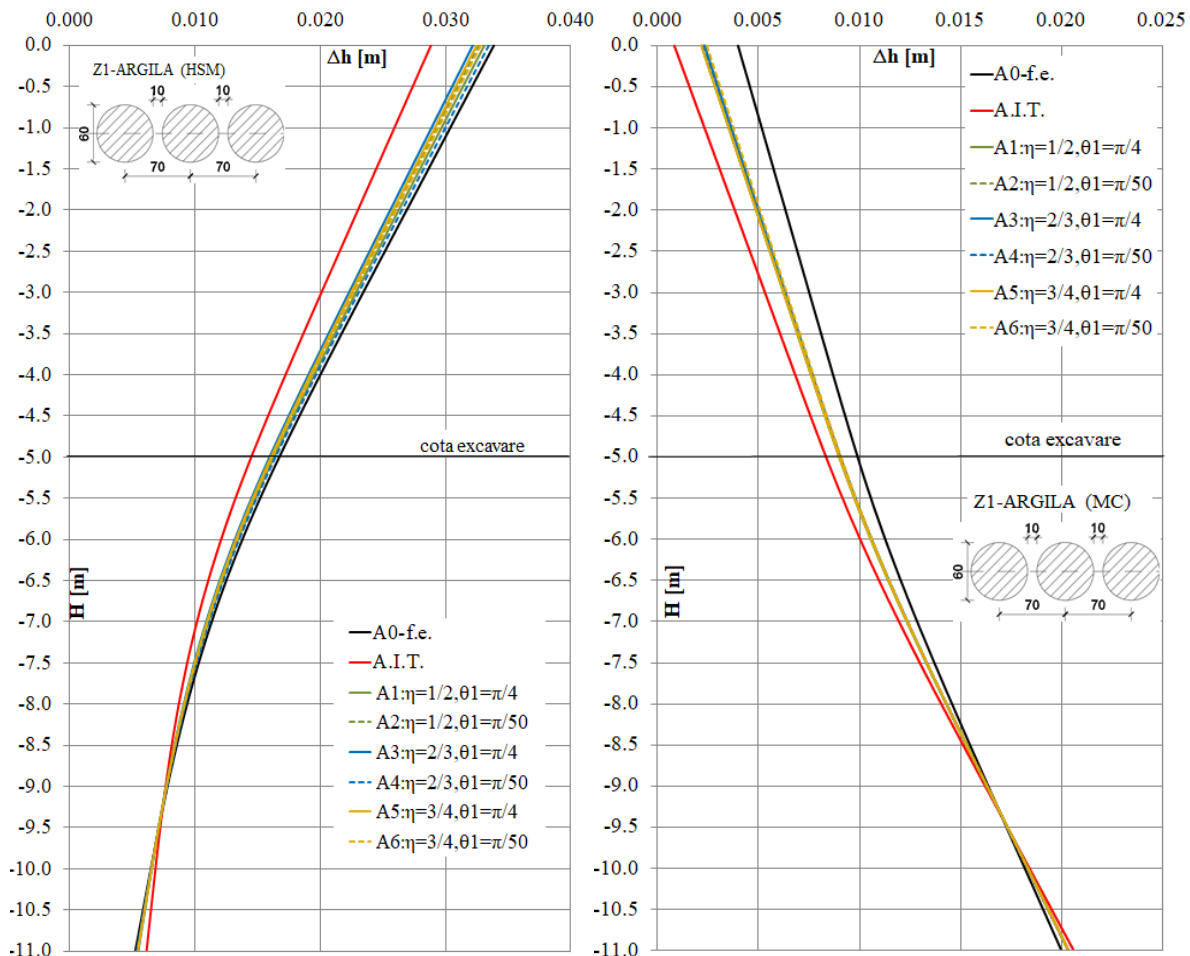 0.000 0.010 0.020 0.030 0.040
0.0
-0.5
-1.0
-1.5
-2.0
-2.5
-3.0
-3.5
-4.0
-4.5
-5.0
-5.5
-6.0
-6.5
-7.0
-7.5
-8.0
-8.5
-9.0
-9.5
-10.0
-10.5
-11.0
Δh [m]
Z1-ARGILA (HSM)
10 10
60
70 70
cota excavare
H [m]
A0-f.e.
A.I.T.
A1:η=1/2,θ1=π/4
A2:η=1/2,θ1=π/50
A3:η=2/3,θ1=π/4
A4:η=2/3,θ1=π/50
A5:η=3/4,θ1=π/4
A6:η=3/4,θ1=π/50
0.000 0.005 0.010 0.015 0.020 0.025
0.0
-0.5
-1.0
-1.5
-2.0
-2.5
-3.0
-3.5
-4.0
-4.5
-5.0
-5.5
-6.0
-6.5
-7.0
-7.5
-8.0
-8.5
-9.0
-9.5
-10.0
-10.5
-11.0
Δh [m]
A0-f.e.
A.I.T.
A1:η=1/2,θ1=π/4
A2:η=1/2,θ1=π/50
A3:η=2/3,θ1=π/4
A4:η=2/3,θ1=π/50
A5:η=3/4,θ1=π/4
A6:η=3/4,θ1=π/50
cota excavare
Z1-ARGILA (MC)
10 10
60
70 70
H [m]